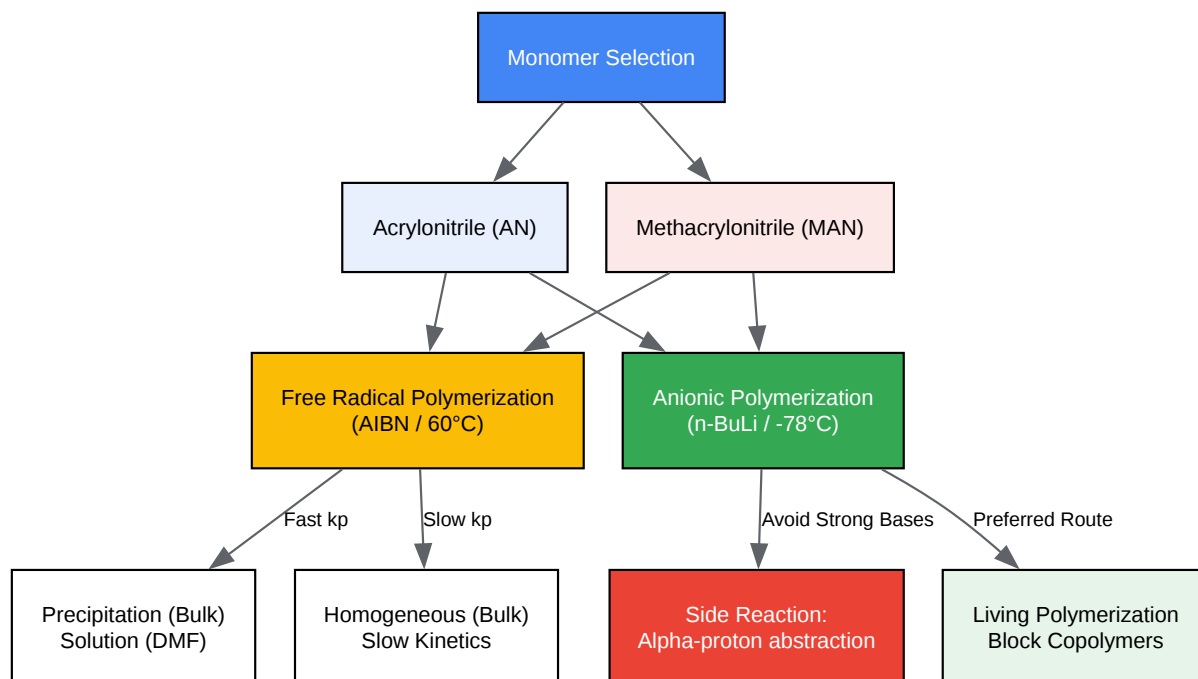 Monomer Selection
Acrylonitrile (AN)
Methacrylonitrile (MAN)
Free Radical Polymerization
(AIBN / 60°C)
Anionic Polymerization
(n-BuLi / -78°C)
Fast kp
Slow kp
Avoid Strong Bases
Preferred Route
Precipitation (Bulk)
Solution (DMF)
Homogeneous (Bulk)
Slow Kinetics
Side Reaction:
Alpha-proton abstraction
Living Polymerization
Block Copolymers